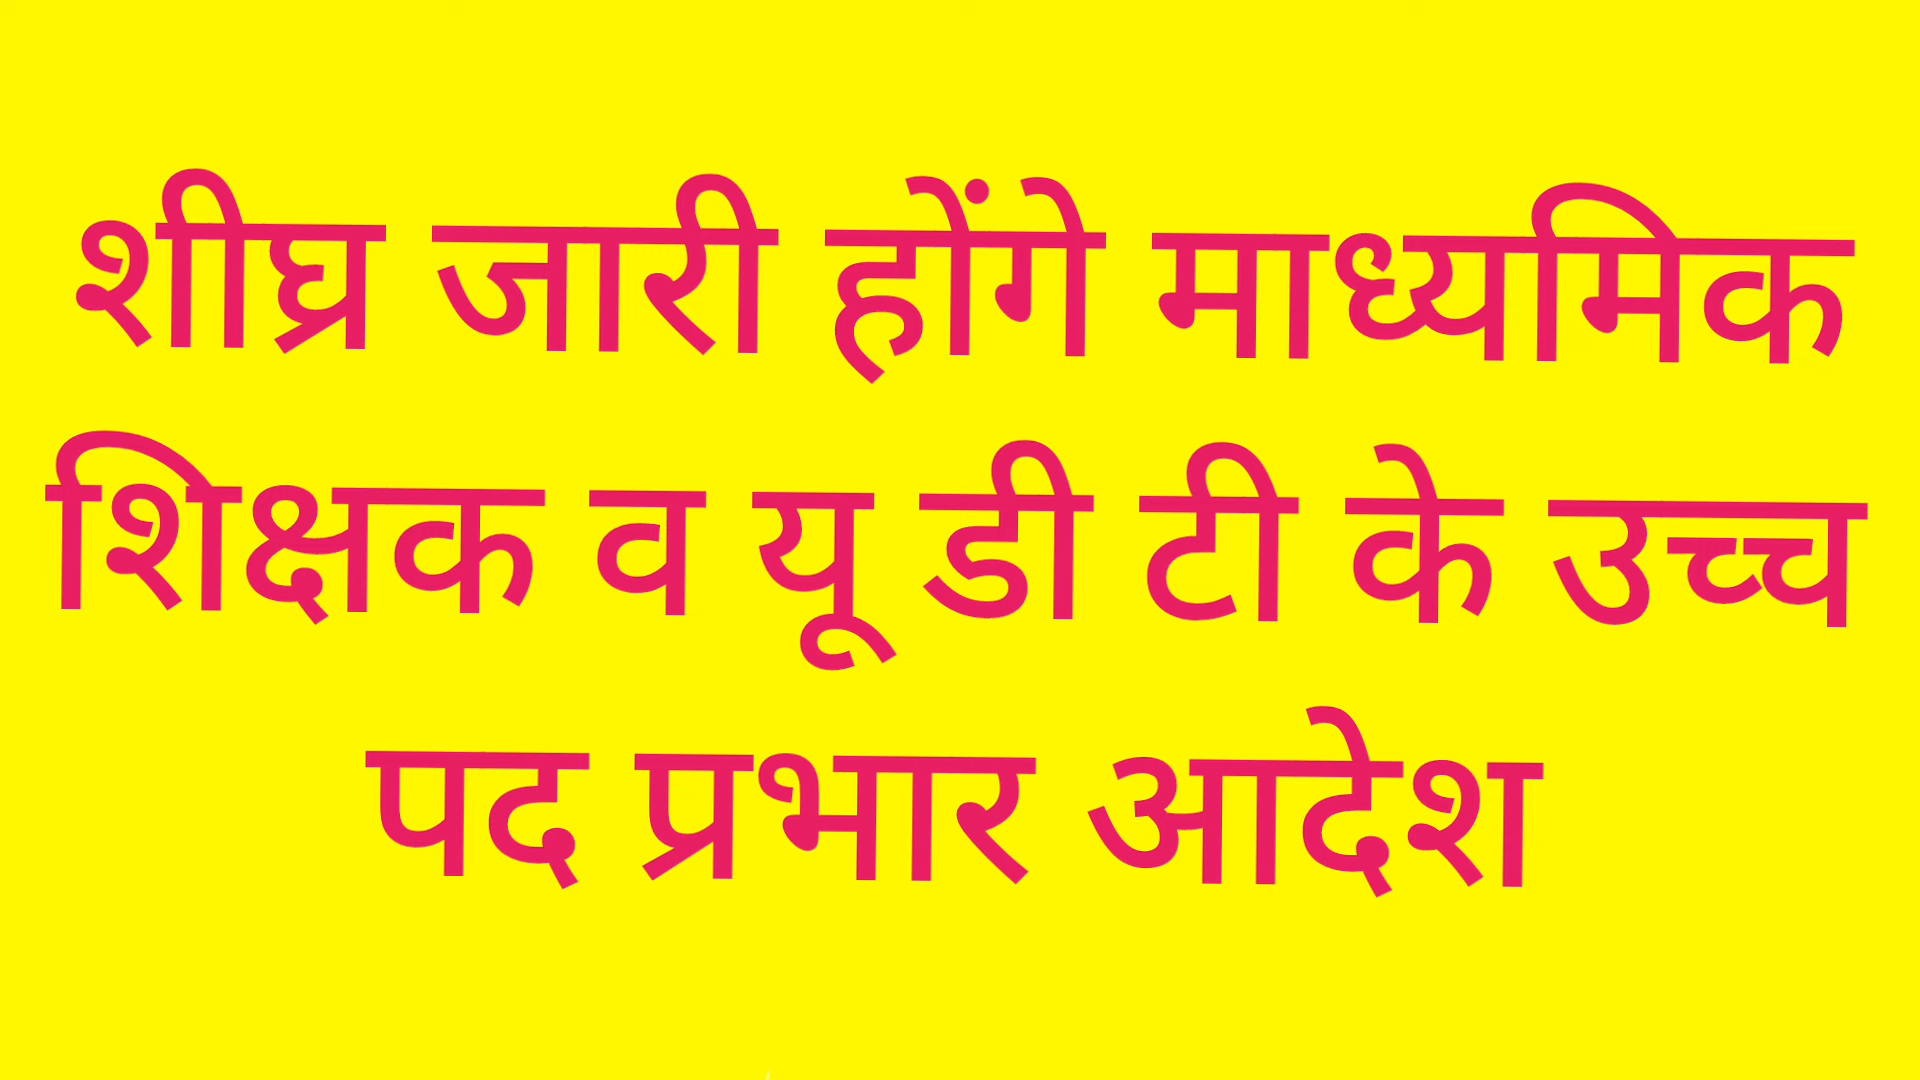 शीघ्र जारी होंगे माध्यमिक
शिक्षक व यू डी टी के उच्च
पद प्रभार आदेश